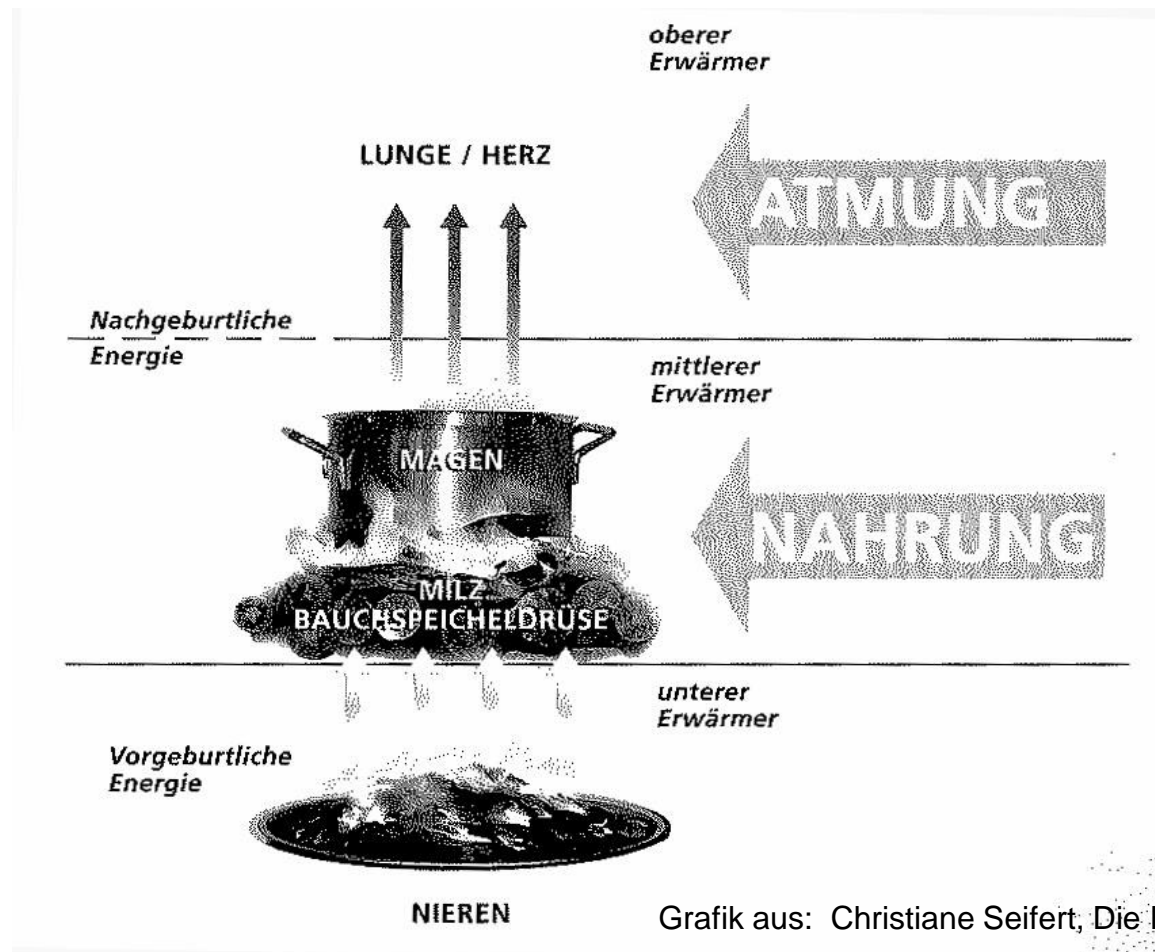 oberer
Erwärmer
LUNGE / HERZ
ATMUNG
Nachgeburtliche
Energie
mittlerer
Erwärmer
MAGEN
NAHRUNG
MILZ
BAUCHSPEICHELDRÜSE
unterer
Erwärmer
Vorgeburtliche
Energie
NIEREN
Grafik aus: Christiane Seifert, Die